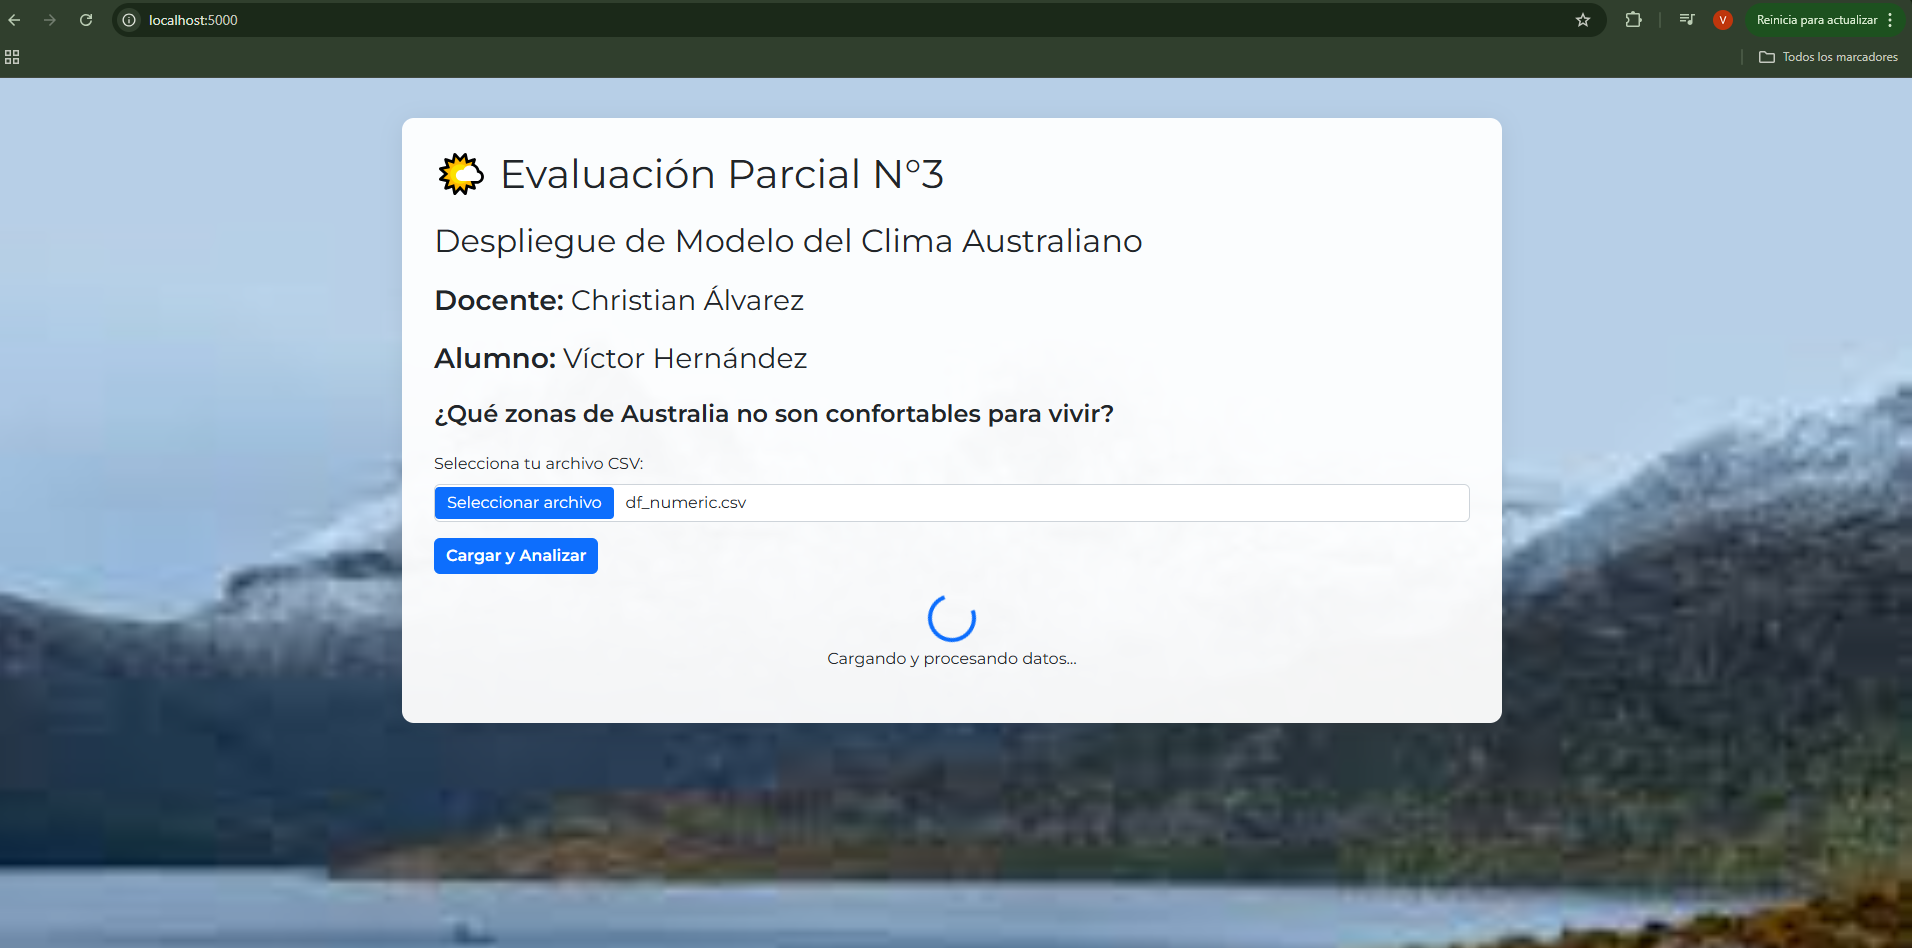 localhost:5000
V
Reinicia para actualizar
Todos los marcadores
Evaluación Parcial N°3
Despliegue de Modelo del Clima Australiano
Docente: Christian Álvarez
Alumno: Víctor Hernández
¿Qué zonas de Australia no son confortables para vivir?
Selecciona tu archivo CSV:
Seleccionar archivo df_numeric.csv
Cargar y Analizar
Cargando y procesando datos...